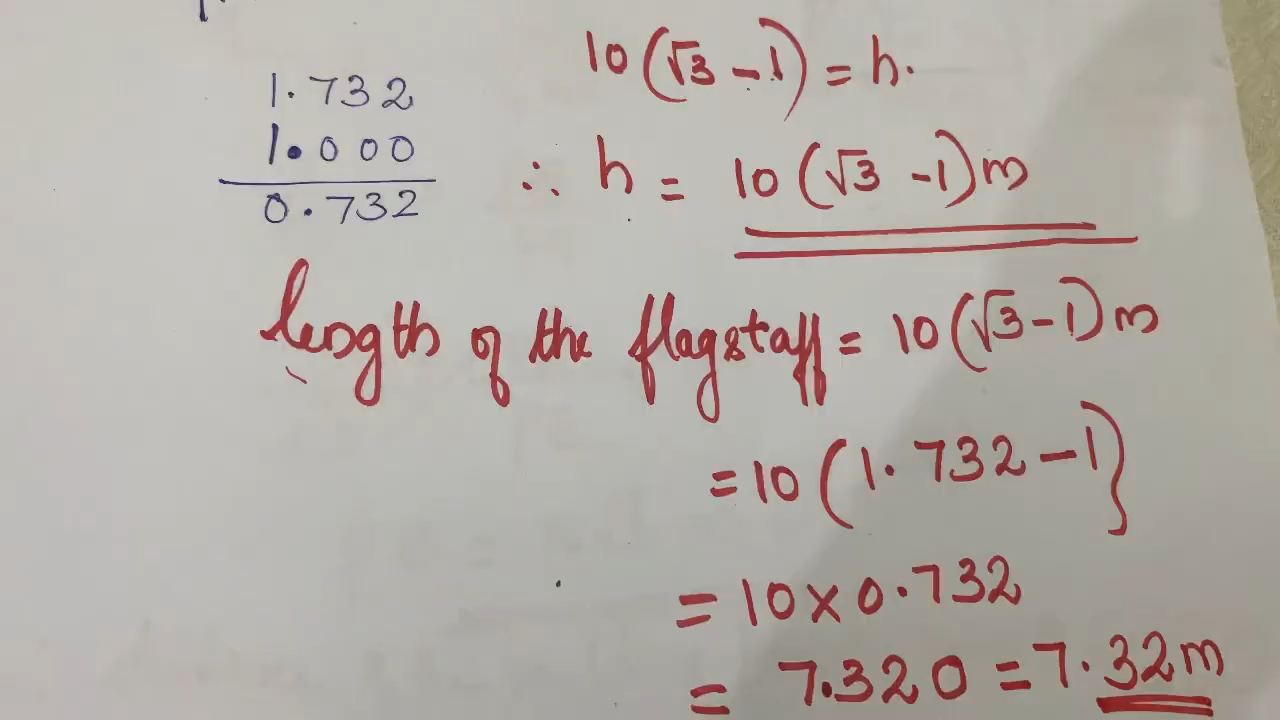 10(√3 - 1) = h.
1.732
1.000
0.732
∴ h = 10(√3 - 1)m
length of the flagstaff = 10(√3 - 1)m
= 10(1.732 - 1}
= 10 × 0.732
= 7.320 = 7.32m